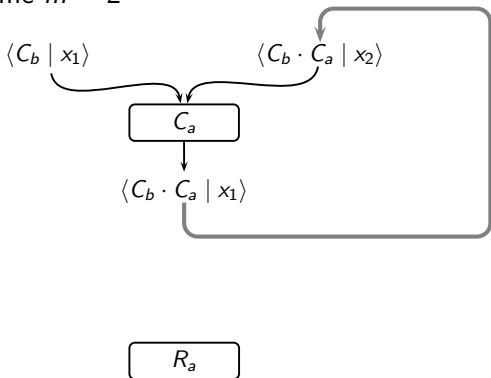 ⟨C_b | x_1⟩ ⟨C_b · C_a | x_2⟩
C_a
⟨C_b · C_a | x_1⟩
R_a